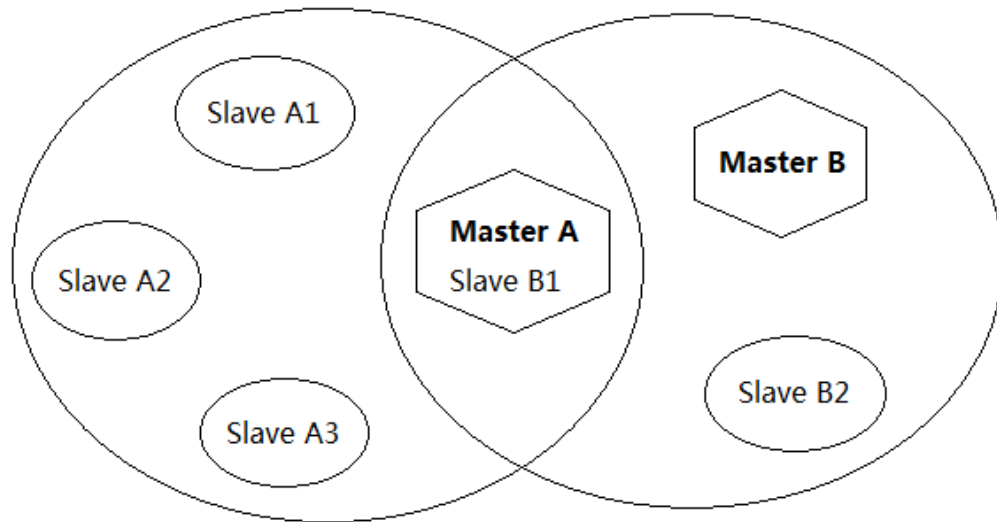 Slave A1
Master B
Master A
Slave B1
Slave A2
Slave B2
Slave A3